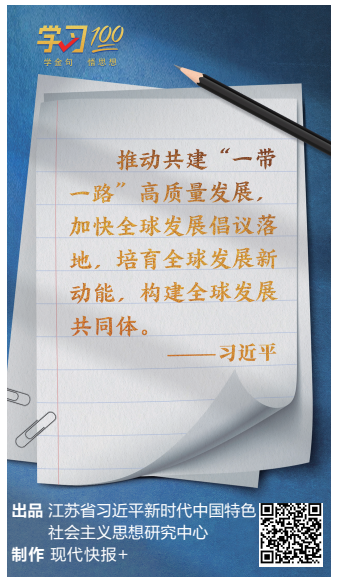 学习100
学金句 悟思想
推动共建“一带
一路”高质量发展，
加快全球发展倡议落
地，培育全球发展新
动能，构建全球发展
共同体。
——习近平
出品 江苏省习近平新时代中国特色
社会主义思想研究中心
制作 现代快报+